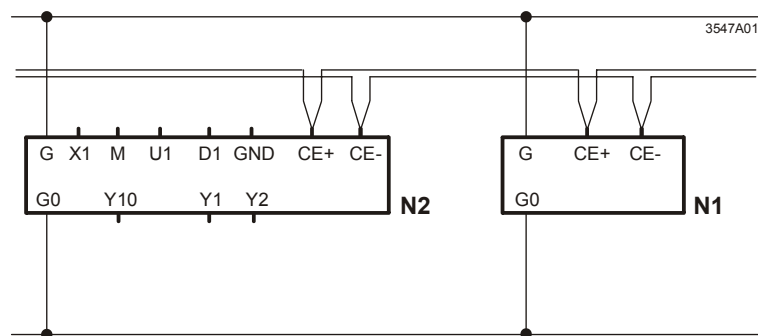 3547A01
G X1 M U1 D1 GND CE+ CE-
G0 Y10 Y1 Y2
N2
G CE+ CE-
G0
N1